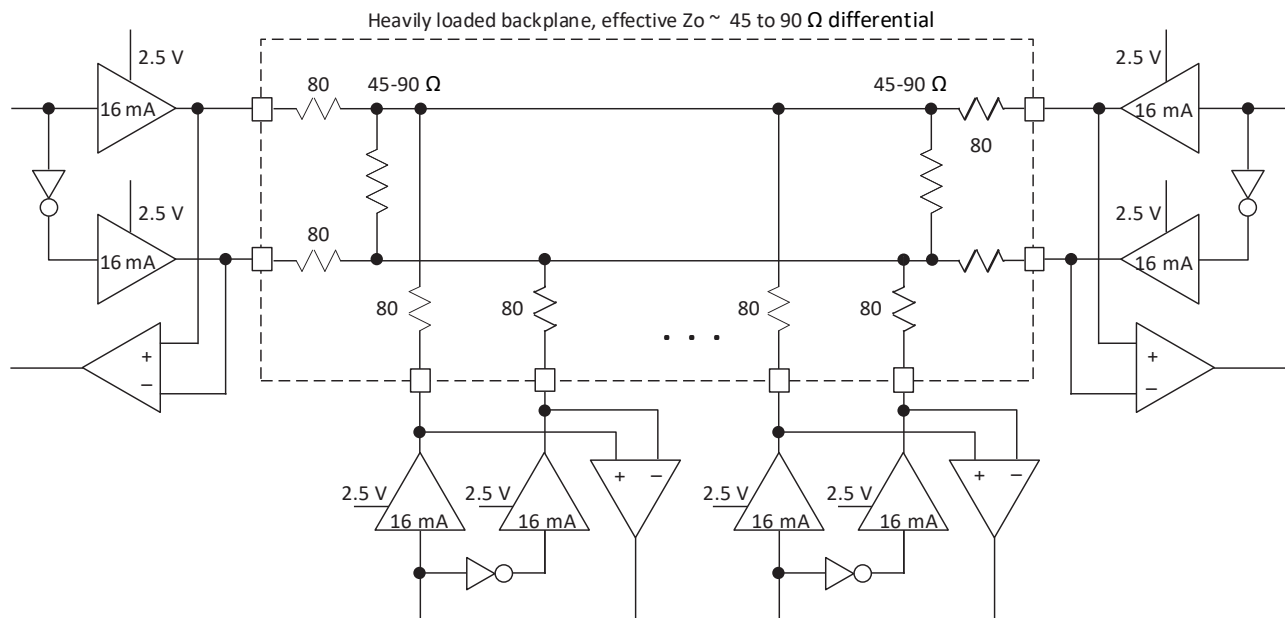 Heavily loaded backplane, effective Zo ~ 45 to 90 Ω differential
2.5 V
16 mA
80
45-90 Ω
45-90 Ω
80
2.5 V
16 mA
2.5 V
16 mA
80
2.5 V
16 mA
80
80
80
80
. . .
+
−
+
−
2.5 V
16 mA
2.5 V
16 mA
+ −
2.5 V
16 mA
2.5 V
16 mA
+ −